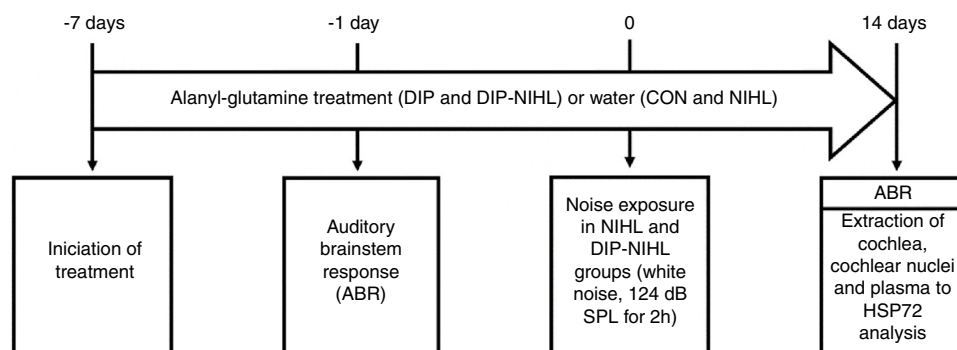 -7 days
-1 day
0
14 days
Alanyl-glutamine treatment (DIP and DIP-NIHL) or water (CON and NIHL)
Iniciation of
treatment
Auditory
brainstem
response
(ABR)
Noise exposure
in NIHL and
DIP-NIHL
groups (white
noise, 124 dB
SPL for 2h)
ABR
Extraction of
cochlea,
cochlear nuclei
and plasma to
HSP72
analysis